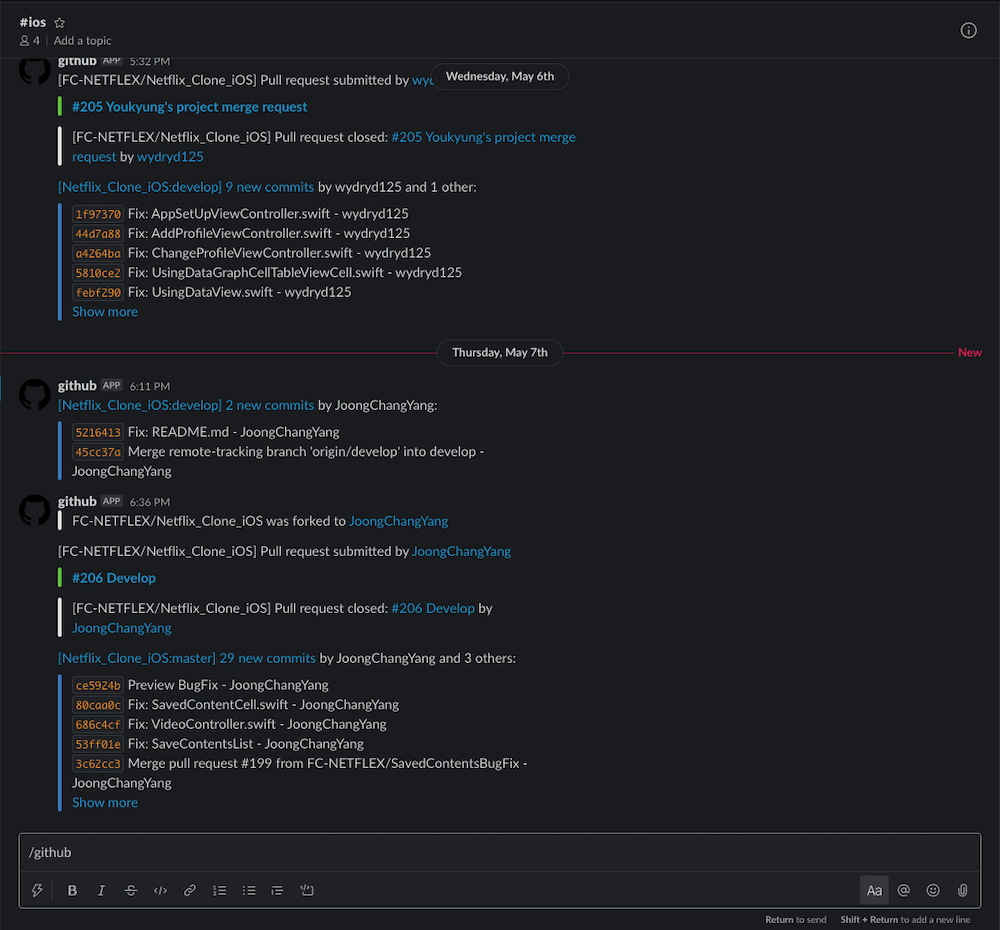 #ios
4 | Add a topic
github APP 5:32 PM
[FC-NETFLEX/Netflix_Clone_iOS] Pull request submitted by
Wednesday, May 6th
#205 Youkyung's project merge request
[FC-NETFLEX/Netflix_Clone_iOS] Pull request closed: #205 Youkyung's project merge
request by wydryd125
[Netflix_Clone_iOS:develop] 9 new commits by wydryd125 and 1 other:
1f97370 Fix: AppSetUpViewController.swift - wydryd125
44d7a88 Fix: AddProfileViewController.swift - wydryd125
a4264ba Fix: ChangeProfileViewController.swift - wydryd125
5810ce2 Fix: UsingDataGraphCellTableViewCell.swift - wydryd125
febf290 Fix: UsingDataView.swift - wydryd125
Show more
Thursday, May 7th
New
github APP 6:11 PM
[Netflix_Clone_iOS:develop] 2 new commits by JoongChangYang:
5216413 Fix: README.md - JoongChangYang
45cc37a Merge remote-tracking branch 'origin/develop' into develop -
JoongChangYang
github APP 6:36 PM
FC-NETFLEX/Netflix_Clone_iOS was forked to JoongChangYang
[FC-NETFLEX/Netflix_Clone_iOS] Pull request submitted by JoongChangYang
#206 Develop
[FC-NETFLEX/Netflix_Clone_iOS] Pull request closed: #206 Develop by
JoongChangYang
[Netflix_Clone_iOS:master] 29 new commits by JoongChangYang and 3 others:
ce5924b Preview BugFix - JoongChangYang
80caa0c Fix: SavedContentCell.swift - JoongChangYang
686c4cf Fix: VideoController.swift - JoongChangYang
53ff01e Fix: SaveContentsList - JoongChangYang
3c62cc3 Merge pull request #199 from FC-NETFLEX/SavedContentsBugFix -
JoongChangYang
Show more
/github
B I S </> Aa @
Return to send Shift + Return to add a new line